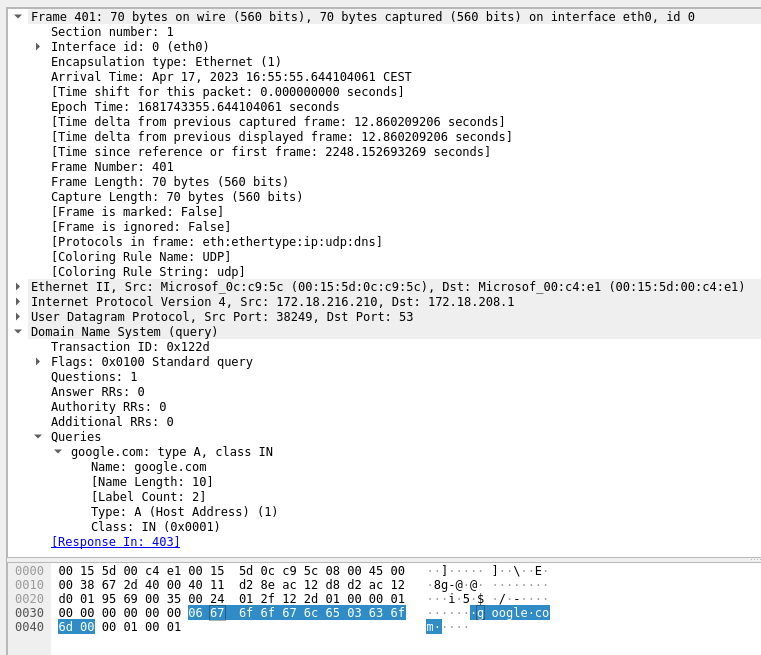 Frame 401: 70 bytes on wire (560 bits), 70 bytes captured (560 bits) on interface eth0, id 0
Section number: 1
Interface id: 0 (eth0)
Encapsulation type: Ethernet (1)
Arrival Time: Apr 17, 2023 16:55:55.644104061 CEST
[Time shift for this packet: 0.000000000 seconds]
Epoch Time: 1681743355.644104061 seconds
[Time delta from previous captured frame: 12.860209206 seconds]
[Time delta from previous displayed frame: 12.860209206 seconds]
[Time since reference or first frame: 2248.152693269 seconds]
Frame Number: 401
Frame Length: 70 bytes (560 bits)
Capture Length: 70 bytes (560 bits)
[Frame is marked: False]
[Frame is ignored: False]
[Protocols in frame: eth:ethertype:ip:udp:dns]
[Coloring Rule Name: UDP]
[Coloring Rule String: udp]
Ethernet II, Src: Microsof_0c:c9:5c (00:15:5d:0c:c9:5c), Dst: Microsof_00:c4:e1 (00:15:5d:00:c4:e1)
Internet Protocol Version 4, Src: 172.18.216.210, Dst: 172.18.208.1
User Datagram Protocol, Src Port: 38249, Dst Port: 53
Domain Name System (query)
Transaction ID: 0x122d
Flags: 0x0100 Standard query
Questions: 1
Answer RRs: 0
Authority RRs: 0
Additional RRs: 0
Queries
google.com: type A, class IN
Name: google.com
[Name Length: 10]
[Label Count: 2]
Type: A (Host Address) (1)
Class: IN (0x0001)
[Response In: 403]
0000 00 15 5d 00 c4 e1 00 15 5d 0c c9 5c 08 00 45 00 ··]····· ]··\··E·
0010 00 38 67 2d 40 00 40 11 d2 8e ac 12 d8 d2 ac 12 ·8g-@·@· ········
0020 d0 01 95 69 00 35 00 24 01 2f 12 2d 01 00 00 01 ···i·5·$ ·/·-····
0030 00 00 00 00 00 00 06 67 6f 6f 67 6c 65 03 63 6f ·······g oogle·co
0040 6d 00 00 01 00 01 m·····